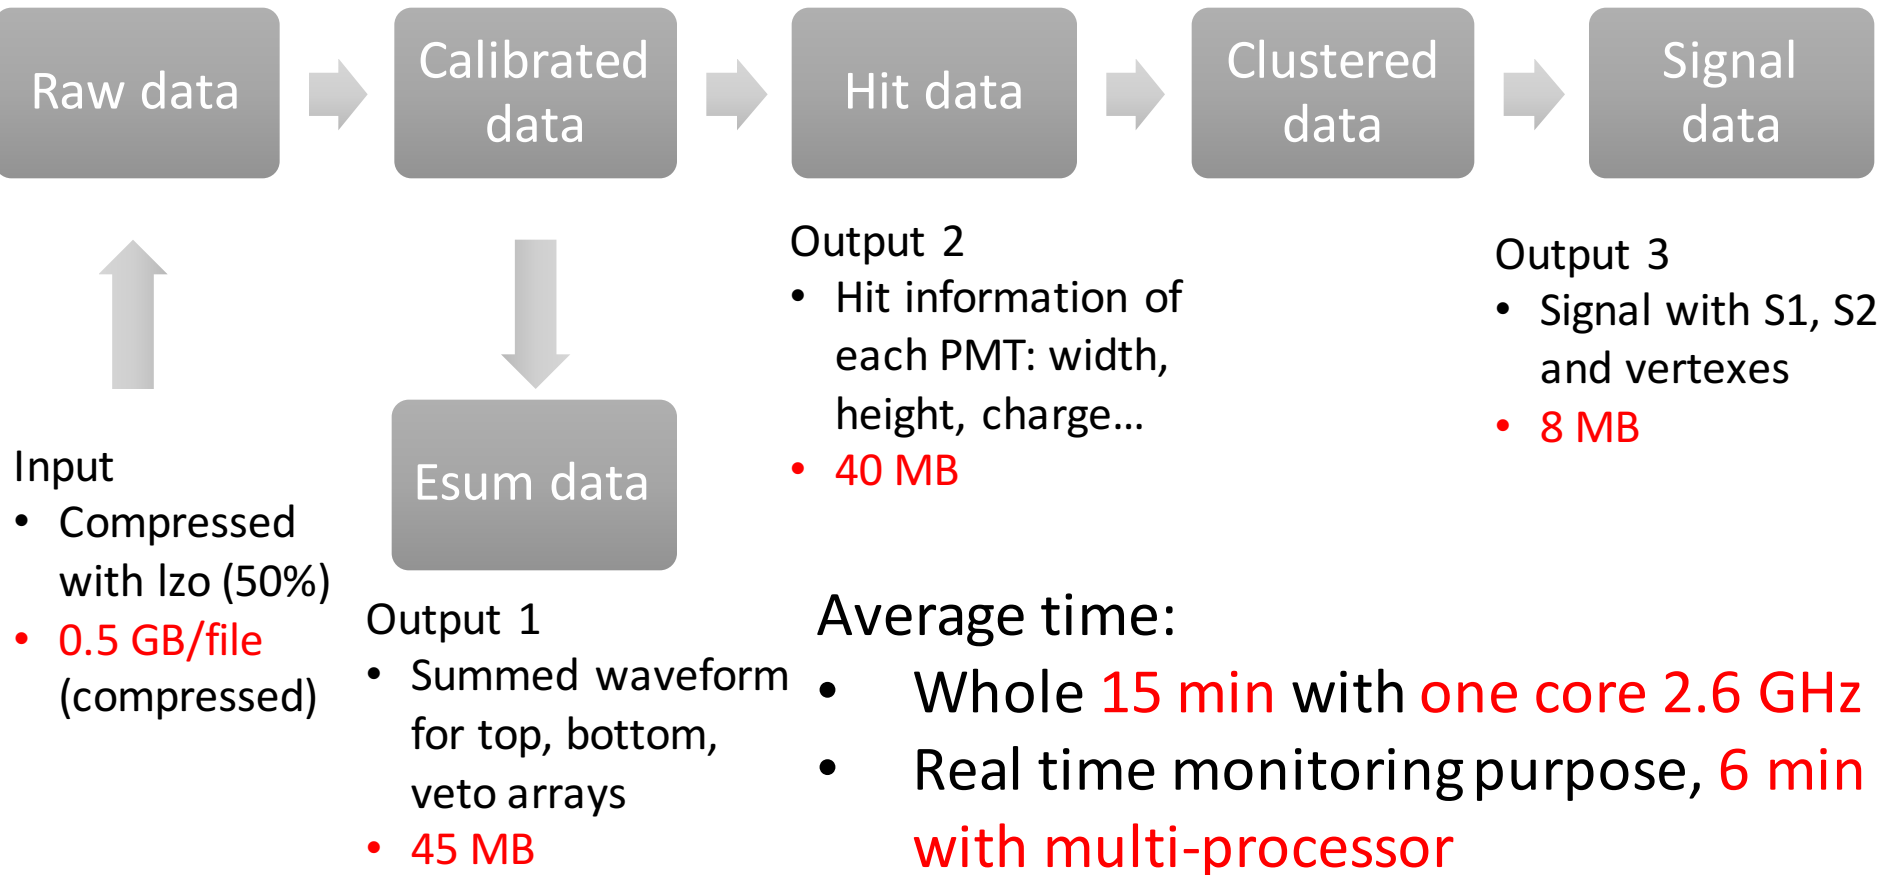 Raw data
Calibrated
data
Hit data
Clustered
data
Signal
data
Input
• Compressed
with lzo (50%)
• 0.5 GB/file
(compressed)
Esum data
Output 1
• Summed waveform
for top, bottom,
veto arrays
• 45 MB
Output 2
• Hit information of
each PMT: width,
height, charge...
• 40 MB
Output 3
• Signal with S1, S2
and vertexes
• 8 MB
Average time:
• Whole 15 min with one core 2.6 GHz
• Real time monitoring purpose, 6 min
with multi-processor